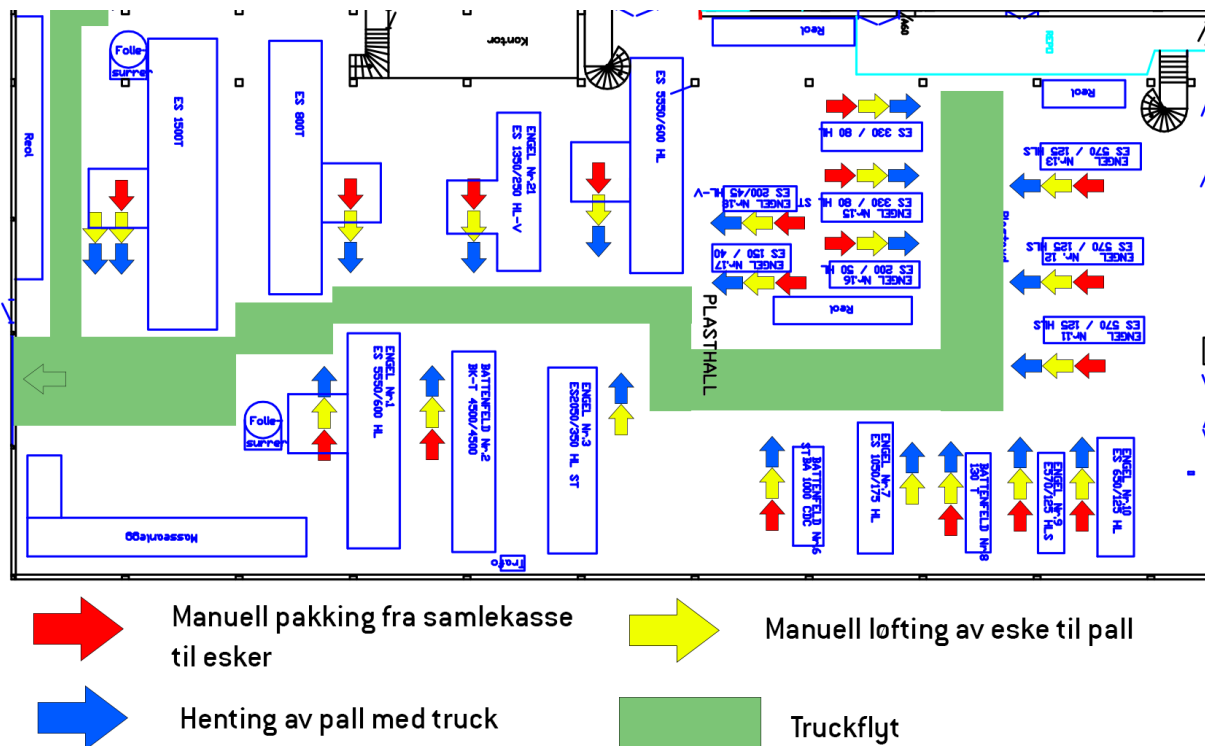 Kontor
A60
REPO
Reol
Folie-
surrer
ES 1500T
ES 800T
ENGEL Nr.21
ES 1350/250 HL-V
ES 5550/600 HL
Reol
ES 330 / 80 HL
Reol
ENGEL Nr.13
ES 570 / 125 HLS
ENGEL Nr.18
ES 200/45 HL-V
ENGEL Nr.15
ES 330 / 80 HL ST
ENGEL Nr.17
ES 150 / 40
ENGEL Nr.16
ES 200 / 50 HL
ENGEL Nr. 12
ES 570 / 125 HLS
Reol
ENGEL Nr.11
ES 570 / 125 HLS
PLASTHALL
ENGEL Nr.1
ES 5550/600 HL
BATTENFELD Nr.2
BK-T 4500/4500
ENGEL Nr.3
ES2050/350 HL ST
Folie-
surrer
BATTENFELD Nr.6
BA 1000 CDC
ST
ENGEL Nr.7
ES 1050/175 HL
BATTENFELD Nr.8
130 T
ENGEL Nr.9
E570/125 HLS
ENGEL Nr.10
ES 650/125 HL
Masseanlegg
Trafo
Manuell pakking fra samlekasse
til esker
Manuell løfting av eske til pall
Henting av pall med truck
Truckflyt